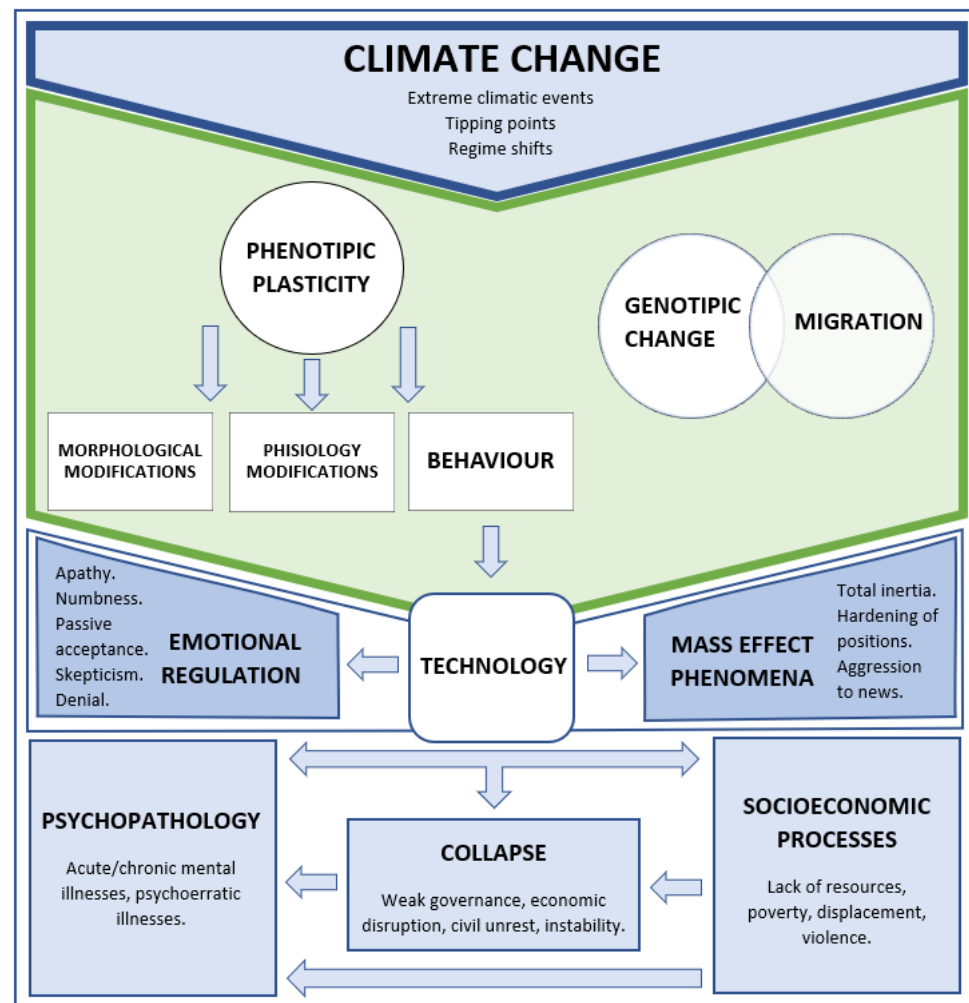 CLIMATE CHANGE
Extreme climatic events
Tipping points
Regime shifts
PHENOTIPIC
PLASTICITY
GENOTIPIC
CHANGE
MIGRATION
MORPHOLOGICAL
MODIFICATIONS
PHISIOLOGY
MODIFICATIONS
BEHAVIOUR
Apathy.
Numbness.
Passive
acceptance.
Skepticism.
Denial.
EMOTIONAL
REGULATION
TECHNOLOGY
MASS EFFECT
PHENOMENA
Total inertia.
Hardening of
positions.
Aggression
to news.
PSYCHOPATHOLOGY
Acute/chronic mental
illnesses, psychoerratic
illnesses.
COLLAPSE
Weak governance, economic
disruption, civil unrest, instability.
SOCIOECONOMIC
PROCESSES
Lack of resources,
poverty, displacement,
violence.